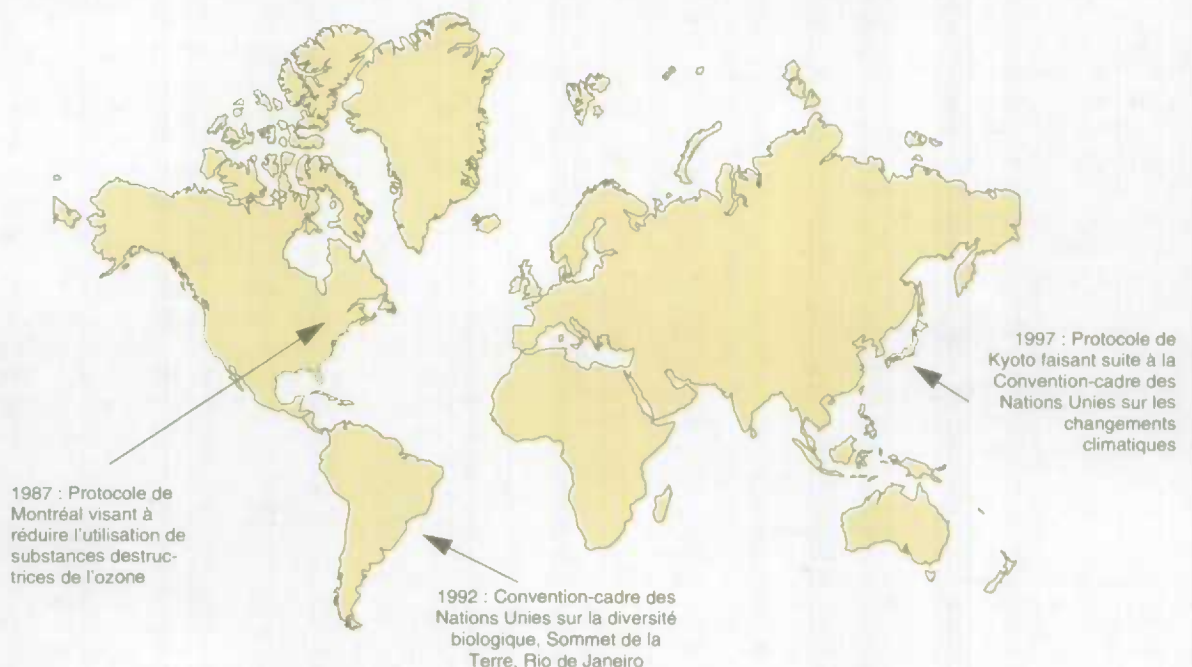 1987 : Protocole de
Montréal visant à
réduire l'utilisation de
substances destruc-
trices de l'ozone
1992 : Convention-cadre des
Nations Unies sur la diversité
biologique, Sommet de la
Terre, Rio de Janeiro
1997 : Protocole de
Kyoto faisant suite à la
Convention-cadre des
Nations Unies sur les
changements
climatiques